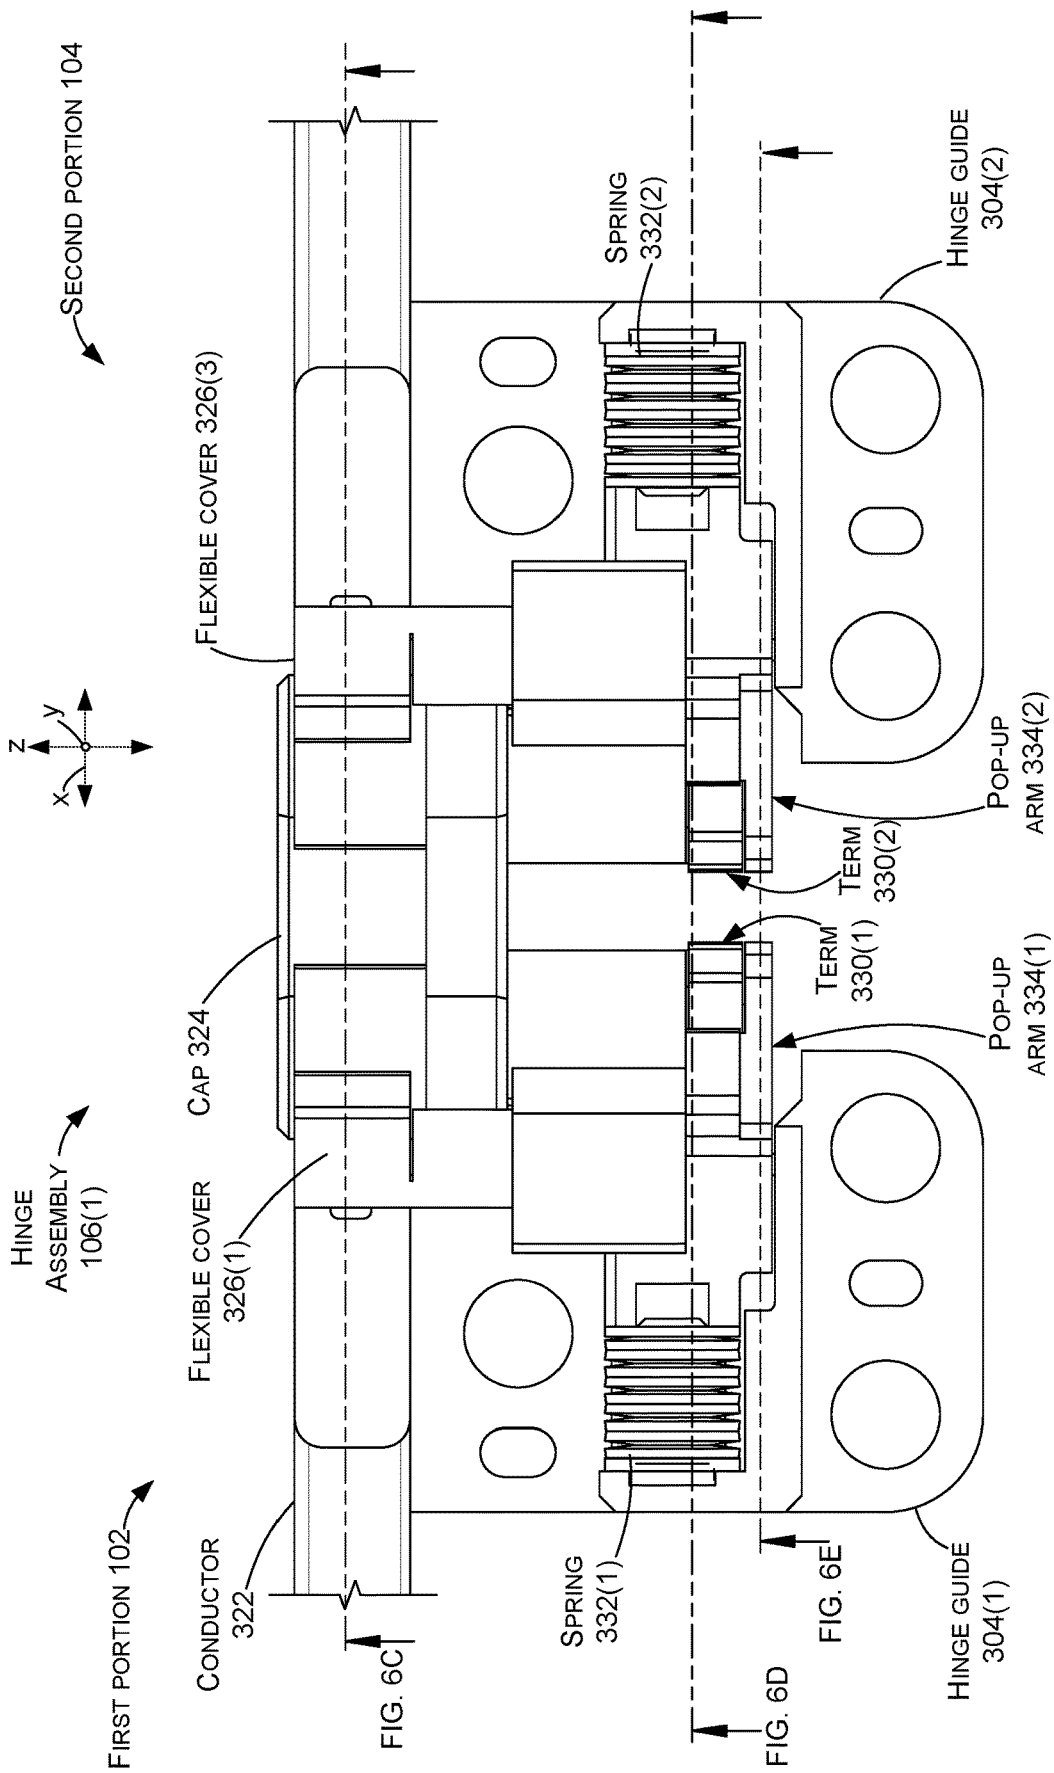 HINGE
ASSEMBLY
106(1)
FIRST PORTION 102
SECOND PORTION 104
x
y
z
CONDUCTOR
322
FLEXIBLE COVER
326(1)
CAP 324
FLEXIBLE COVER 326(3)
FIG. 6C
SPRING
332(1)
SPRING
332(2)
FIG. 6D
FIG. 6E
TERM
330(1)
TERM
330(2)
HINGE GUIDE
304(1)
POP-UP
ARM 334(1)
POP-UP
ARM 334(2)
HINGE GUIDE
304(2)